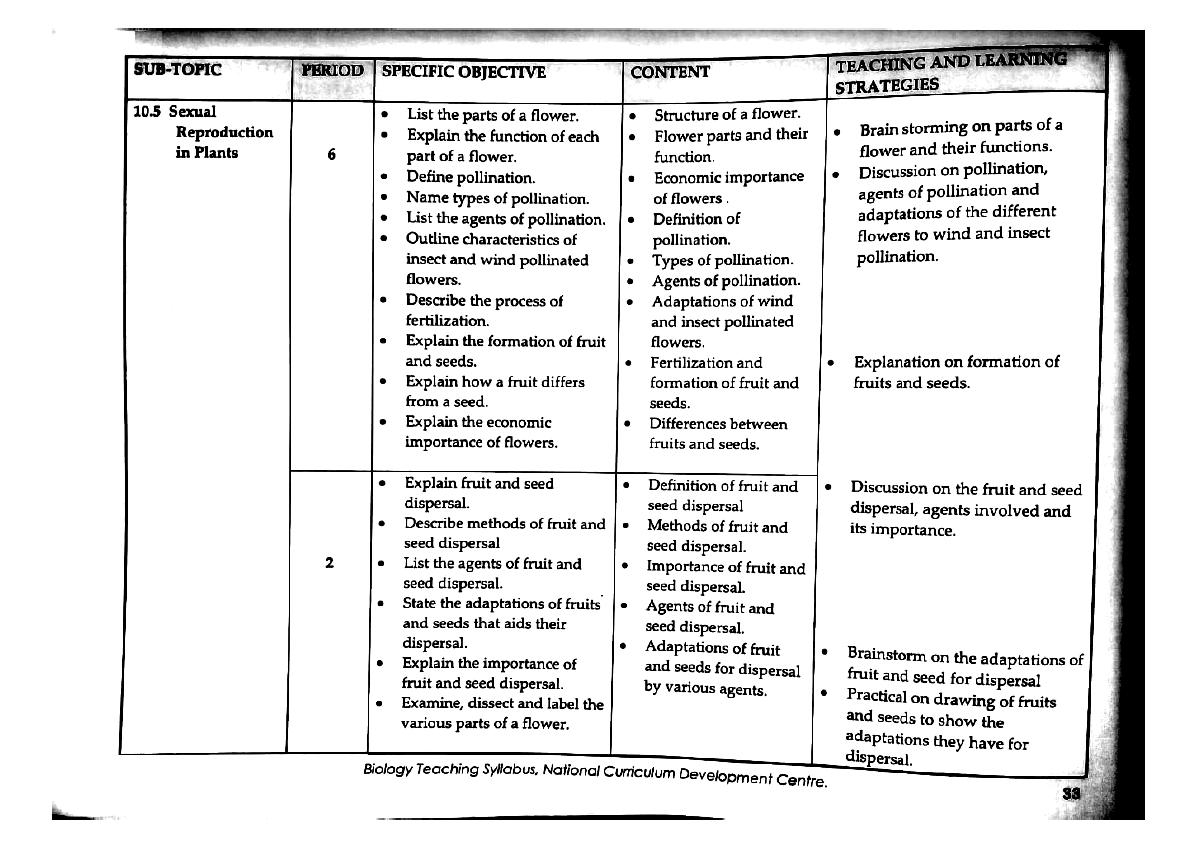 SUB-TOPIC
PERIOD
SPECIFIC OBJECTIVE
CONTENT
TEACHING AND LEARNING
STRATEGIES
10.5 Sexual
Reproduction
in Plants
6
• List the parts of a flower.
• Explain the function of each
part of a flower.
• Define pollination.
• Name types of pollination.
• List the agents of pollination.
• Outline characteristics of
insect and wind pollinated
flowers.
• Describe the process of
fertilization.
• Explain the formation of fruit
and seeds.
• Explain how a fruit differs
from a seed.
• Explain the economic
importance of flowers.
• Structure of a flower.
• Flower parts and their
function.
• Economic importance
of flowers .
• Definition of
pollination.
• Types of pollination.
• Agents of pollination.
• Adaptations of wind
and insect pollinated
flowers.
• Fertilization and
formation of fruit and
seeds.
• Differences between
fruits and seeds.
• Brain storming on parts of a
flower and their functions.
• Discussion on pollination,
agents of pollination and
adaptations of the different
flowers to wind and insect
pollination.
• Explanation on formation of
fruits and seeds.
2
• Explain fruit and seed
dispersal.
• Describe methods of fruit and
seed dispersal
• List the agents of fruit and
seed dispersal.
• State the adaptations of fruits
and seeds that aids their
dispersal.
• Explain the importance of
fruit and seed dispersal.
• Examine, dissect and label the
various parts of a flower.
• Definition of fruit and
seed dispersal
• Methods of fruit and
seed dispersal.
• Importance of fruit and
seed dispersal.
• Agents of fruit and
seed dispersal.
• Adaptations of fruit
and seeds for dispersal
by various agents.
• Discussion on the fruit and seed
dispersal, agents involved and
its importance.
• Brainstorm on the adaptations of
fruit and seed for dispersal
• Practical on drawing of fruits
and seeds to show the
adaptations they have for
dispersal.
Biology Teaching Syllabus, National Curriculum Development Centre.
33